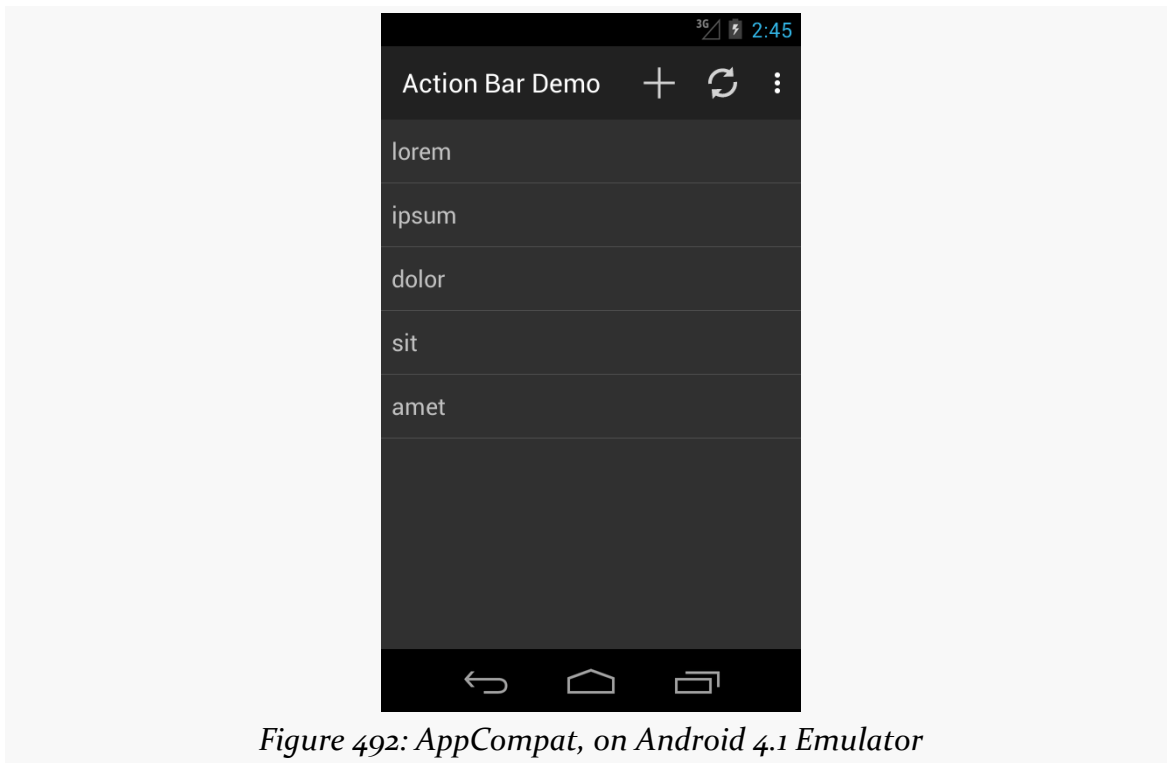 3G 2:45
Action Bar Demo
lorem
ipsum
dolor
sit
amet
Figure 492: AppCompat, on Android 4.1 Emulator